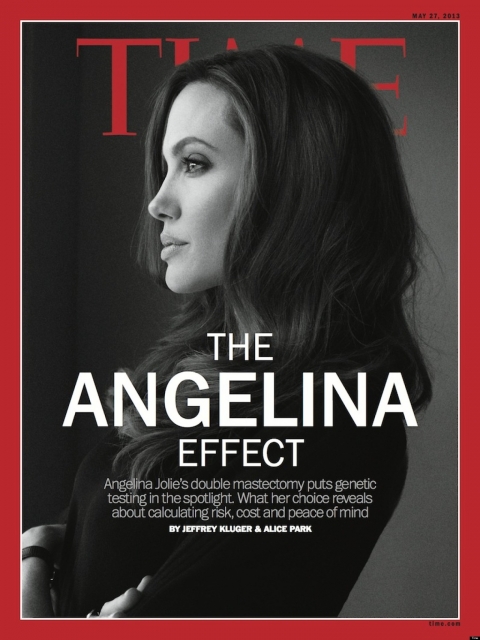 MAY 27, 2013
TIME
THE
ANGELINA
EFFECT
Angelina Jolie's double mastectomy puts genetic
testing in the spotlight. What her choice reveals
about calculating risk, cost and peace of mind
BY JEFFREY KLUGER & ALICE PARK
time.com